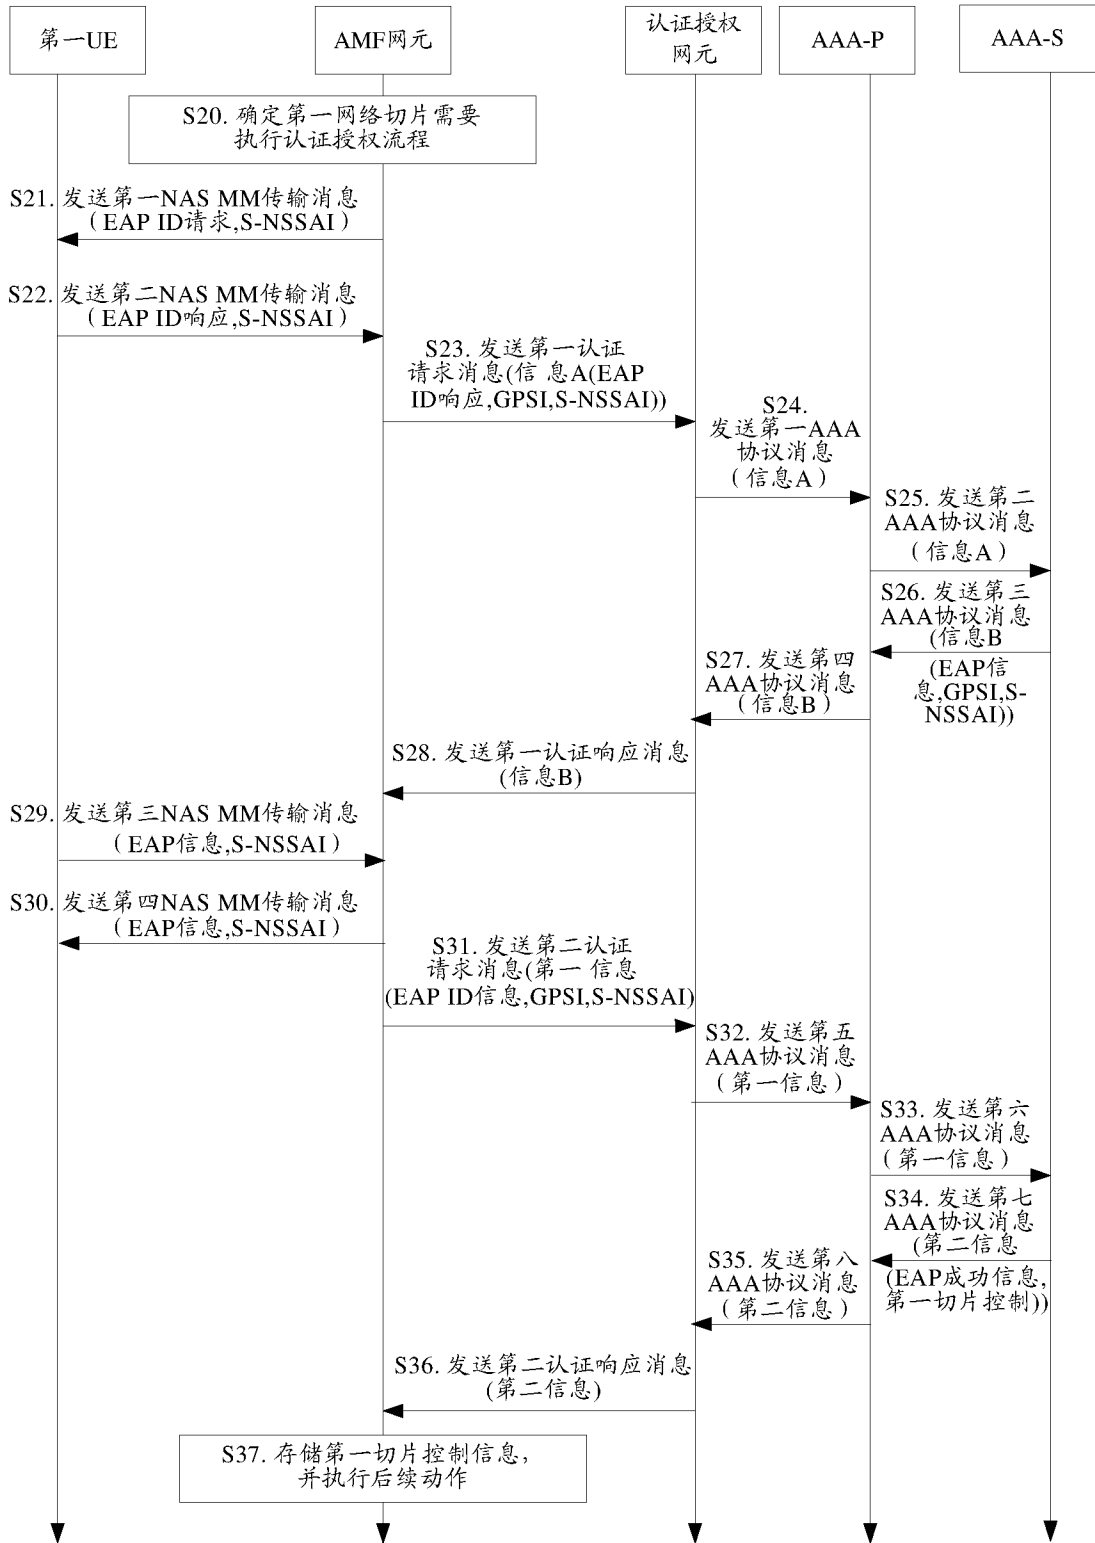 第一UE
AMF网元
认证授权
网元
AAA-P
AAA-S
S20. 确定第一网络切片需要
执行认证授权流程
S21. 发送第一NAS MM传输消息
（EAP ID请求,S-NSSAI）
S22. 发送第二NAS MM传输消息
（EAP ID响应,S-NSSAI）
S23. 发送第一认证
请求消息(信 息A(EAP
ID响应,GPSI,S-NSSAI))
S24.
发送第一AAA
协议消息
（信息A）
S25. 发送第二
AAA协议消息
（信息A）
S26. 发送第三
AAA协议消息
(信息B
(EAP信
息,GPSI,S-
NSSAI))
S27. 发送第四
AAA协议消息
（信息B）
S28. 发送第一认证响应消息
(信息B)
S29. 发送第三NAS MM传输消息
（EAP信息,S-NSSAI）
S30. 发送第四NAS MM传输消息
（EAP信息,S-NSSAI）
S31. 发送第二认证
请求消息(第一 信息
(EAP ID信息,GPSI,S-NSSAI)
S32. 发送第五
AAA协议消息
（第一信息）
S33. 发送第六
AAA协议消息
（第一信息）
S34. 发送第七
AAA协议消息
(第二信息
(EAP成功信息,
第一切片控制))
S35. 发送第八
AAA协议消息
（第二信息）
S36. 发送第二认证响应消息
(第二信息)
S37. 存储第一切片控制信息,
并执行后续动作